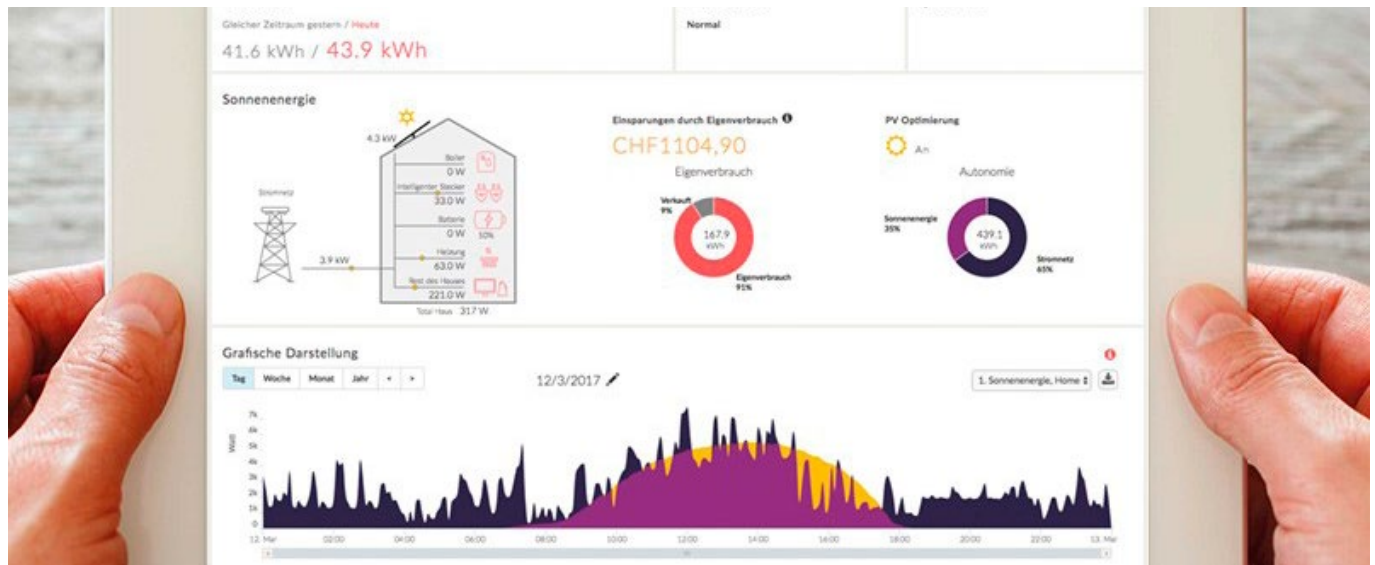 Gleicher Zeitraum gestern / Heute
41.6 kWh / 43.9 kWh
Normal
Sonnenenergie
4.3 kW
Boiler
0 W
Intelligenter Stecker
33.0 W
Batterie
0 W
50%
Heizung
63.0 W
Rest des Hauses
221.0 W
Total Haus 317 W
Stromnetz
3.9 kW
Einsparungen durch Eigenverbrauch
CHF1104,90
Eigenverbrauch
Verkauft
9%
167.9
kWh
Eigenverbrauch
91%
PV Optimierung
An
Autonomie
Sonnenenergie
35%
439.1
kWh
Stromnetz
65%
Grafische Darstellung
Tag Woche Monat Jahr < >
12/3/2017
1. Sonnenenergie, Home
Watt
7k
6k
5k
4k
3k
2k
1k
0
12. Mar 02:00 04:00 06:00 08:00 10:00 12:00 14:00 16:00 18:00 20:00 22:00 13. Mar